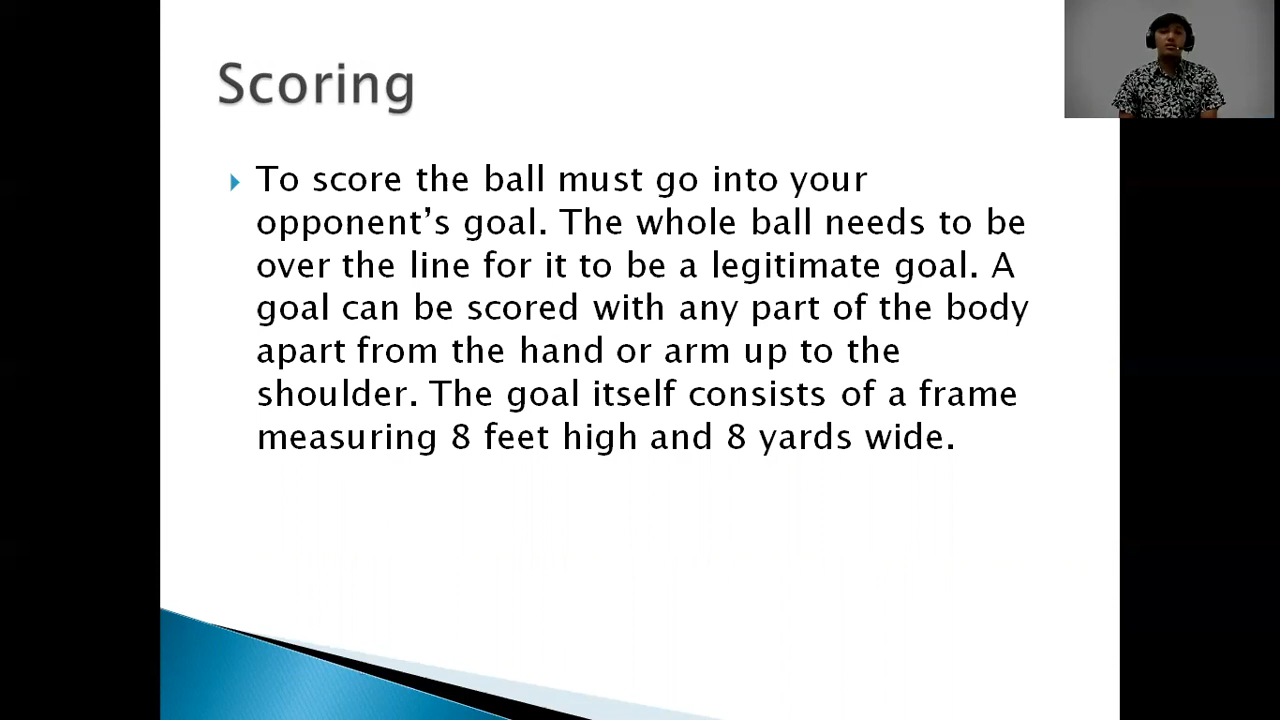 Scoring
To score the ball must go into your
opponent’s goal. The whole ball needs to be
over the line for it to be a legitimate goal. A
goal can be scored with any part of the body
apart from the hand or arm up to the
shoulder. The goal itself consists of a frame
measuring 8 feet high and 8 yards wide.